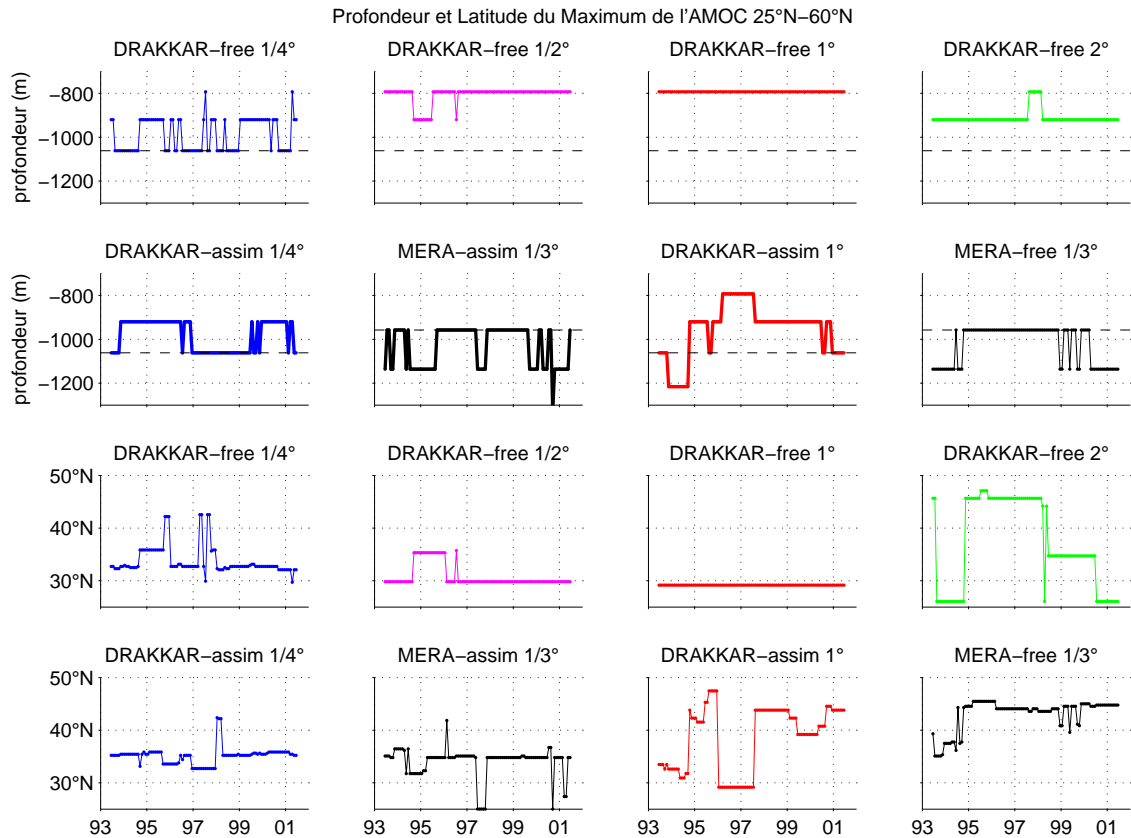 Profondeur et Latitude du Maximum de l'AMOC 25°N−60°N
DRAKKAR−free 1/4° DRAKKAR−free 1/2° DRAKKAR−free 1° DRAKKAR−free 2°
profondeur (m)
−800
−1000
−1200
DRAKKAR−assim 1/4° MERA−assim 1/3° DRAKKAR−assim 1° MERA−free 1/3°
profondeur (m)
−800
−1000
−1200
DRAKKAR−free 1/4° DRAKKAR−free 1/2° DRAKKAR−free 1° DRAKKAR−free 2°
50°N
40°N
30°N
DRAKKAR−assim 1/4° MERA−assim 1/3° DRAKKAR−assim 1° MERA−free 1/3°
50°N
40°N
30°N
93 95 97 99 01 93 95 97 99 01 93 95 97 99 01 93 95 97 99 01